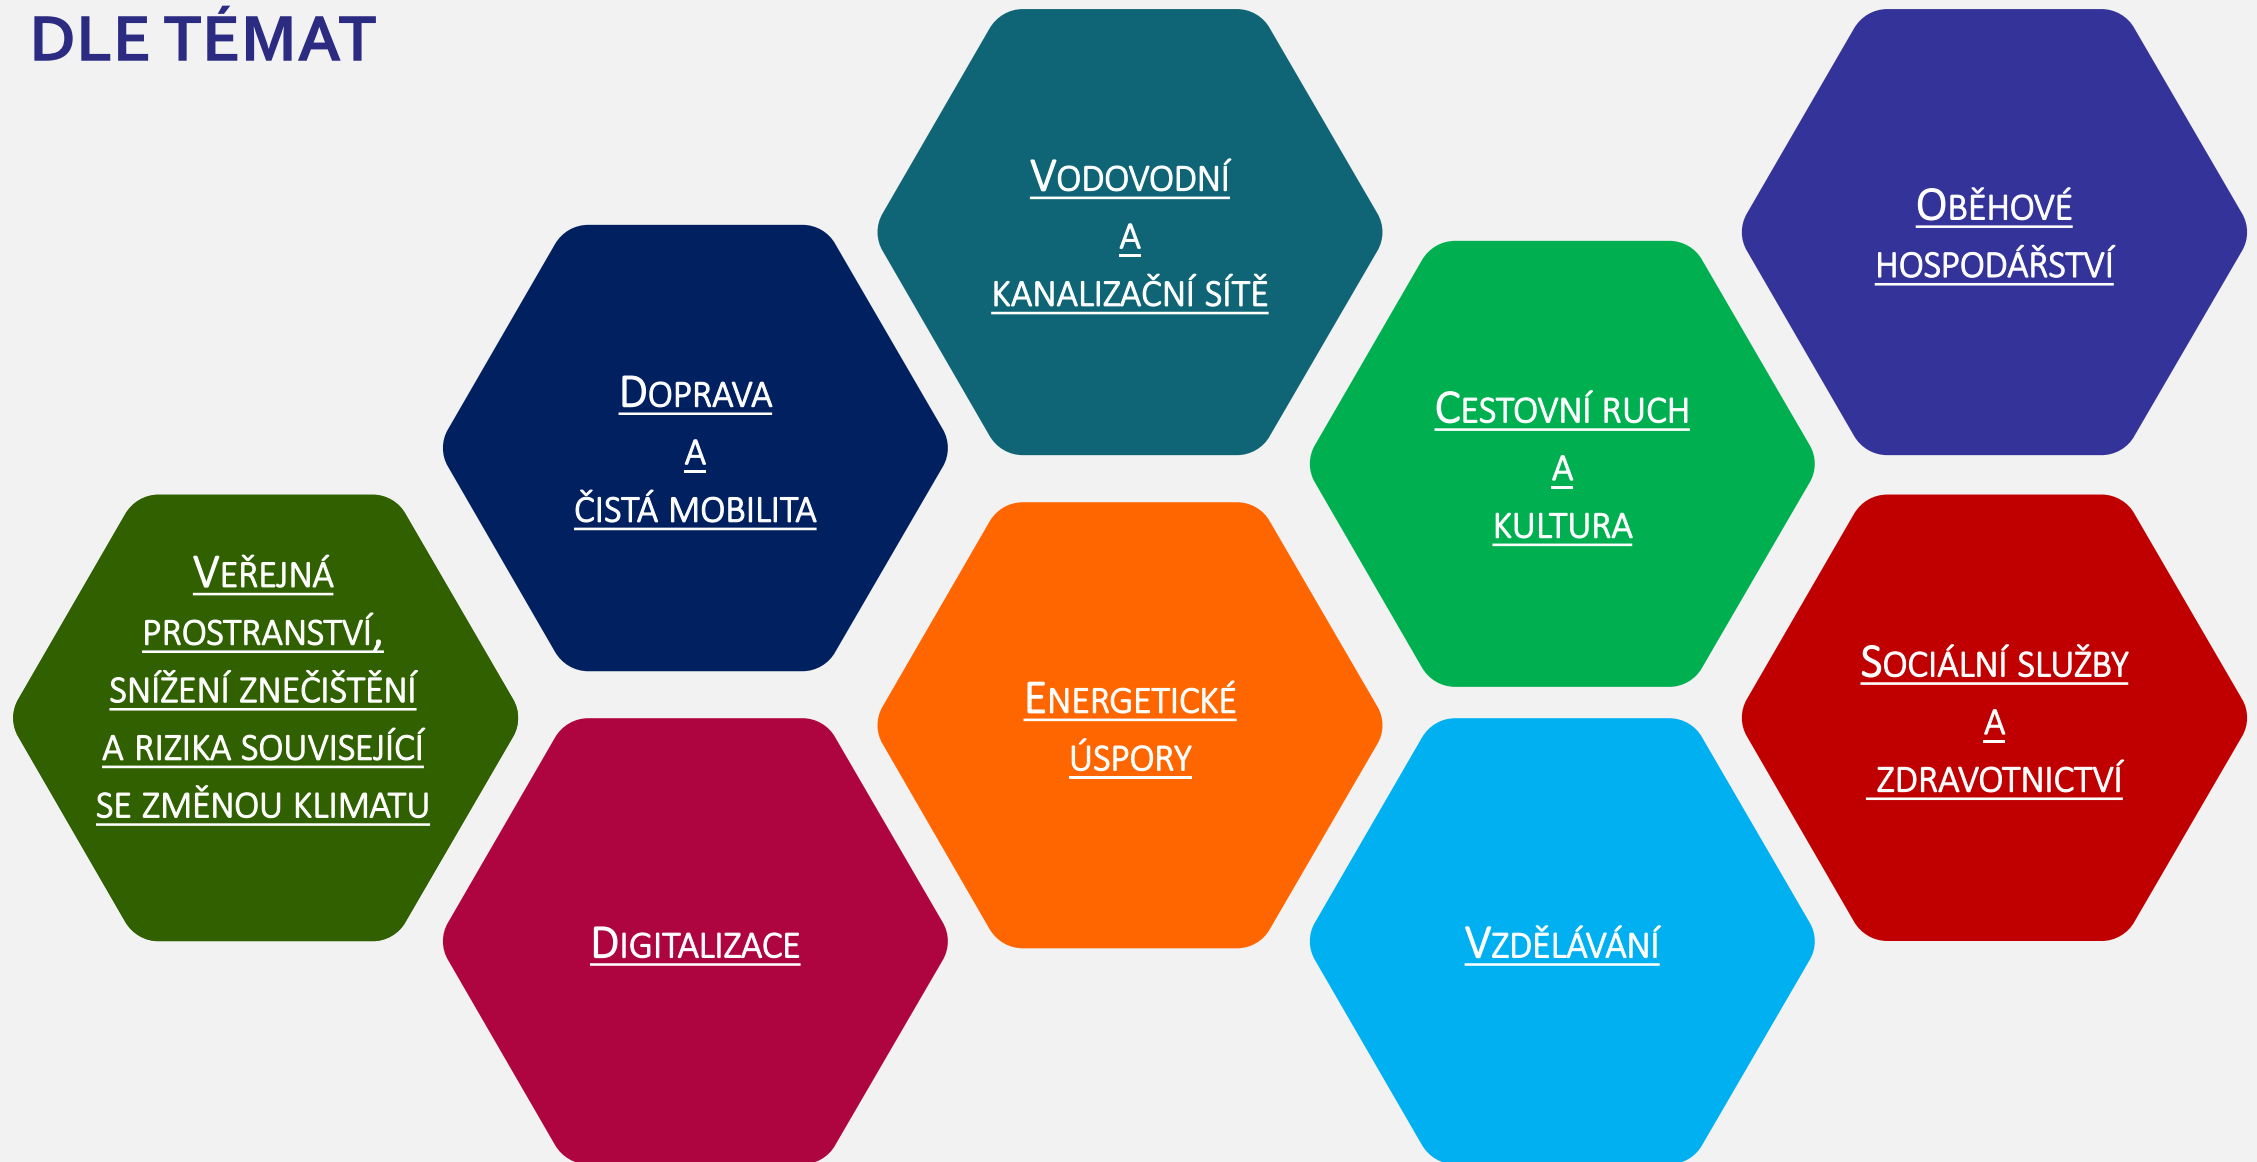 DLE TÉMAT
Vodovodní
a
kanalizační sítě
Oběhové
hospodářství
Doprava
a
čistá mobilita
Cestovní ruch
a
kultura
Veřejná
prostranství,
snížení znečištění
a rizika související
se změnou klimatu
Energetické
úspory
Sociální služby
a
zdravotnictví
Digitalizace
Vzdělávání